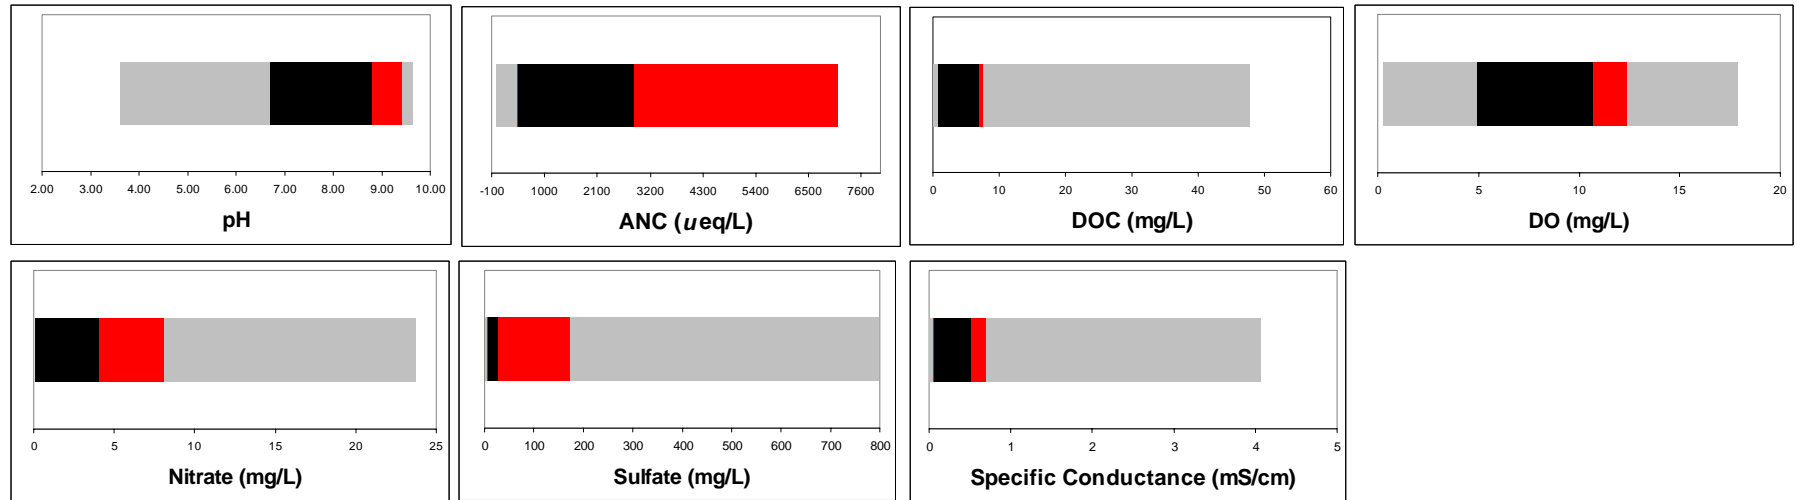 2.00 3.00 4.00 5.00 6.00 7.00 8.00 9.00 10.00
pH
-100 1000 2100 3200 4300 5400 6500 7600
ANC (ueq/L)
0 10 20 30 40 50 60
DOC (mg/L)
0 5 10 15 20
DO (mg/L)
0 5 10 15 20 25
Nitrate (mg/L)
0 100 200 300 400 500 600 700 800
Sulfate (mg/L)
0 1 2 3 4 5
Specific Conductance (mS/cm)